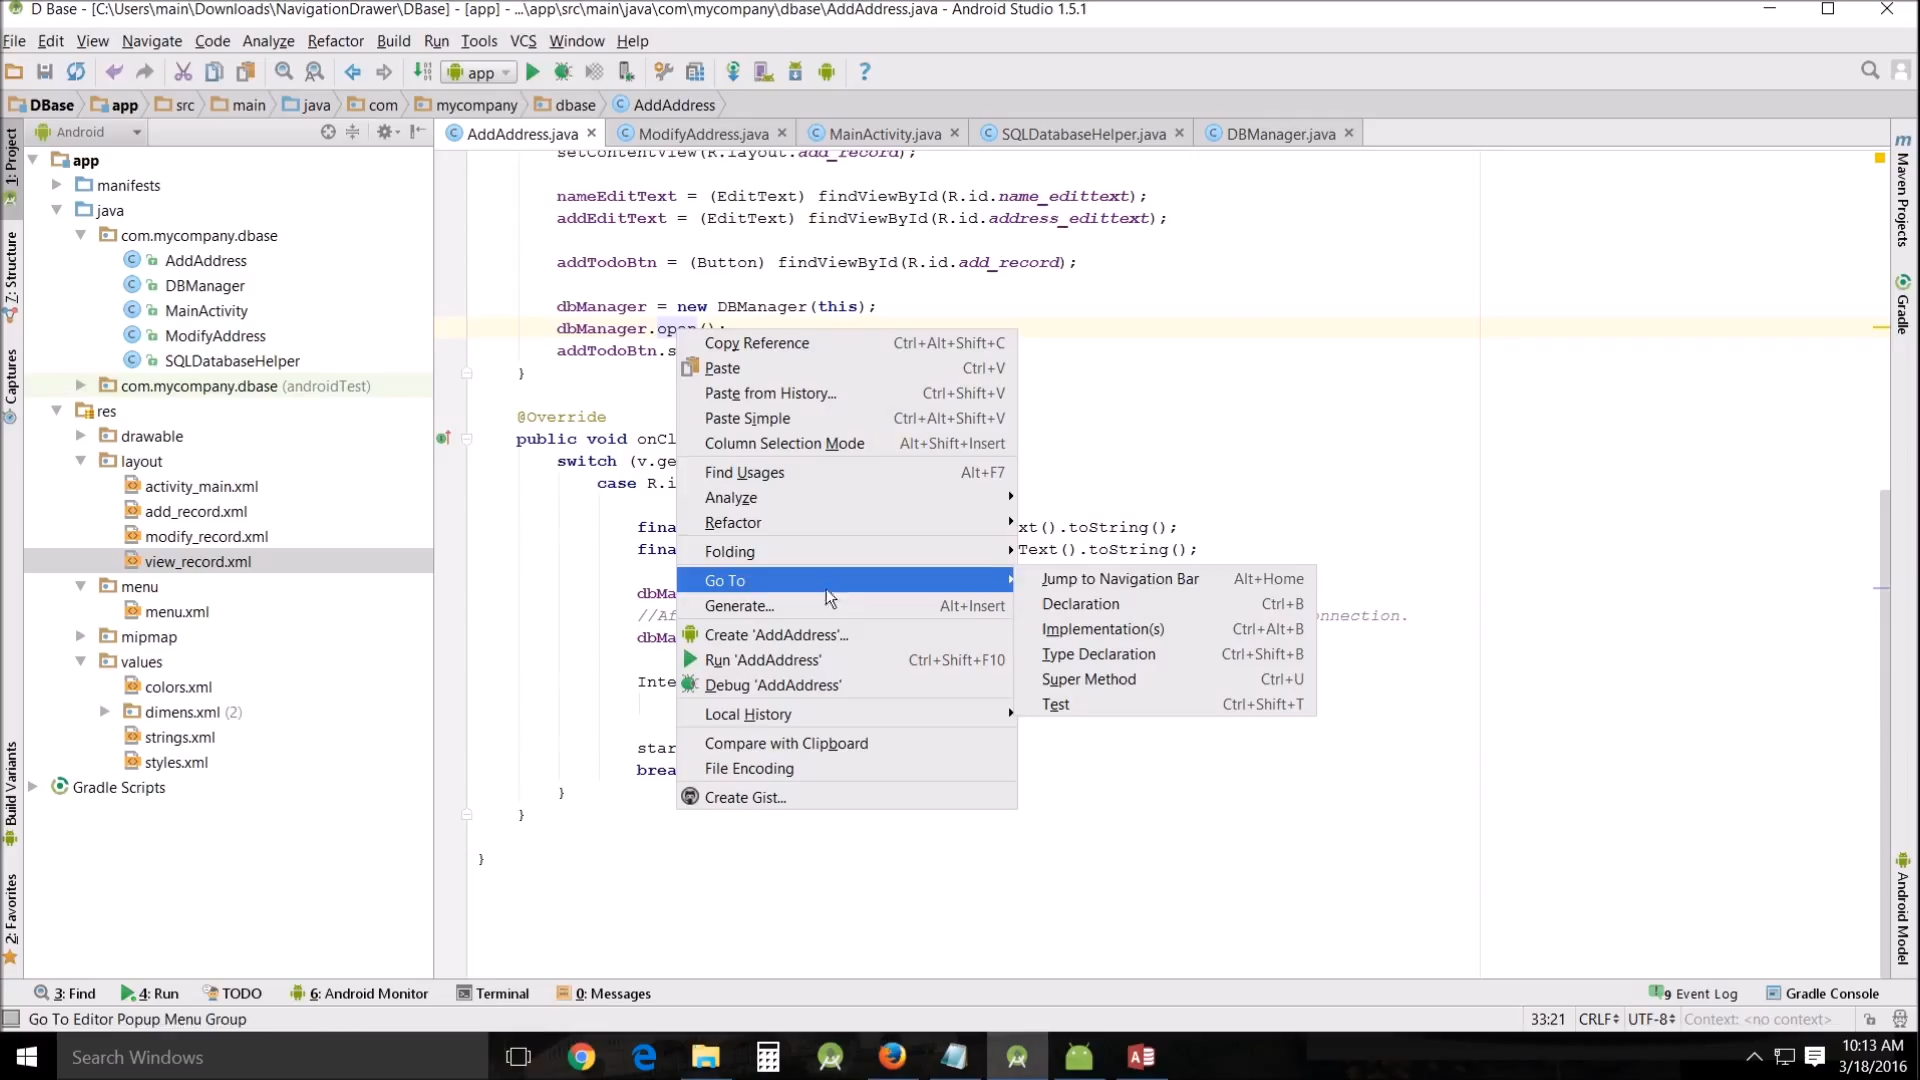 D Base - [C:\Users\main\Downloads\NavigationDrawer\DBase] - [app] - ...\app\src\main\java\com\mycompany\dbase\AddAddress.java - Android Studio 1.5.1
File Edit View Navigate Code Analyze Refactor Build Run Tools VCS Window Help
app
DBase app src main java com mycompany dbase AddAddress
Android
AddAddress.java ModifyAddress.java MainActivity.java SQLDatabaseHelper.java DBManager.java
1: Project
7: Structure
Captures
Build Variants
2: Favorites
app
manifests
java
com.mycompany.dbase
AddAddress
DBManager
MainActivity
ModifyAddress
SQLDatabaseHelper
com.mycompany.dbase (androidTest)
res
drawable
layout
activity_main.xml
add_record.xml
modify_record.xml
view_record.xml
menu
menu.xml
mipmap
values
colors.xml
dimens.xml (2)
strings.xml
styles.xml
Gradle Scripts
setContentView(R.layout.add_record);
nameEditText = (EditText) findViewById(R.id.name_edittext);
addEditText = (EditText) findViewById(R.id.address_edittext);
addTodoBtn = (Button) findViewById(R.id.add_record);
dbManager = new DBManager(this);
dbManager.open();
addTodoBtn.s
}
@Override
public void onCl
switch (v.ge
case R.i
fina xt().toString();
fina Text().toString();
dbMa
//Af nnection.
dbMa
Inte
star
brea
}
}
}
Copy Reference Ctrl+Alt+Shift+C
Paste Ctrl+V
Paste from History... Ctrl+Shift+V
Paste Simple Ctrl+Alt+Shift+V
Column Selection Mode Alt+Shift+Insert
Find Usages Alt+F7
Analyze
Refactor
Folding
Go To
Generate... Alt+Insert
Create 'AddAddress'...
Run 'AddAddress' Ctrl+Shift+F10
Debug 'AddAddress'
Local History
Compare with Clipboard
File Encoding
Create Gist...
Jump to Navigation Bar Alt+Home
Declaration Ctrl+B
Implementation(s) Ctrl+Alt+B
Type Declaration Ctrl+Shift+B
Super Method Ctrl+U
Test Ctrl+Shift+T
Maven Projects
Gradle
Android Model
3: Find 4: Run TODO 6: Android Monitor Terminal 0: Messages 9 Event Log Gradle Console
Go To Editor Popup Menu Group 33:21 CRLF UTF-8 Context: <no context>
Search Windows
10:13 AM
3/18/2016